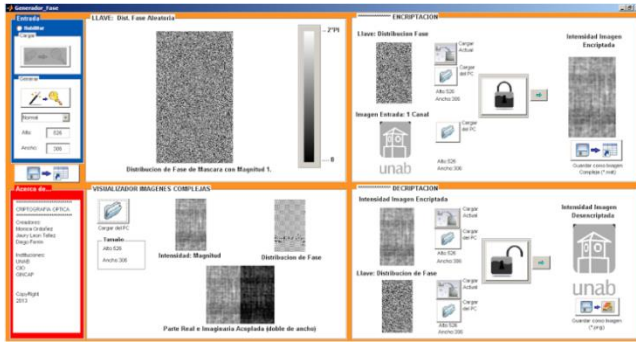 Generador_Fase
Entrada
Habilitar
Cargar
Generar
Normal
Alto: 526
Ancho: 306
LLAVE: Dist. Fase Aleatoria
2*PI
0
Distribucion de Fase de Mascara con Magnitud 1.
ENCRIPTACION
Llave: Distribucion Fase
Cargar Actual
Cargar del PC
Alto:526
Ancho:306
Imagen Entrada: 1 Canal
Cargar del PC
unab
Alto:526
Ancho:306
Intensidad Imagen
Encriptada
Guardar como Imagen
Compleja (*.mat)
Acerca de...
CRIPTOGRAFIA OPTICA
Creadores:
Monica Ordoñez
Jeury Leon Tellez
Diego Pavon
Instituciones:
UNAB
GINCAP
CopyRight
2013
VISUALIZADOR IMAGENES COMPLEJAS
Cargar del PC
Tamaño
Alto:526
Ancho:306
Intensidad: Magnitud
Distribucion de Fase
Parte Real e Imaginaria Acoplada (doble de ancho)
DECRIPTACION
Intensidad Imagen Encriptada
Cargar Actual
Cargar del PC
Llave: Distribucion de Fase
Cargar Actual
Cargar del PC
Alto:526
Ancho:306
Intensidad Imagen
Desencriptada
unab
Guardar como Imagen
(*.png)